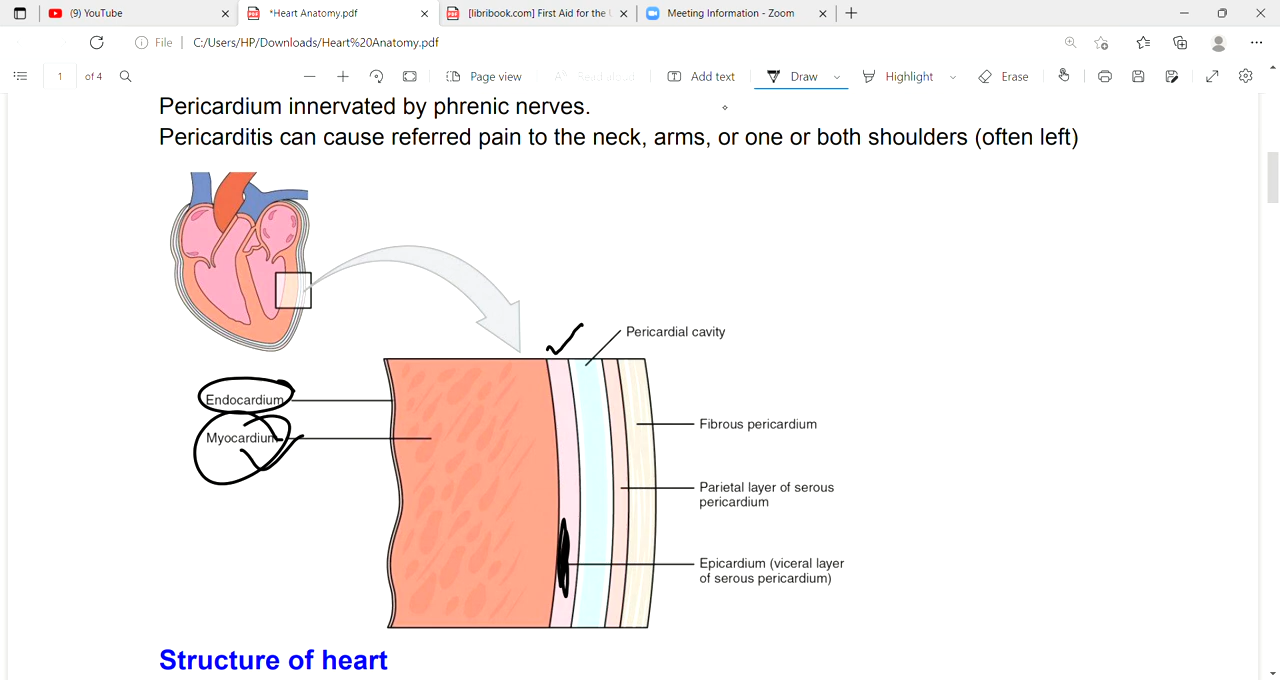 (9) YouTube
*Heart Anatomy.pdf
[libribook.com] First Aid for the
Meeting Information - Zoom
File
C:/Users/HP/Downloads/Heart%20Anatomy.pdf
1 of 4
Page view
Read aloud
Add text
Draw
Highlight
Erase
Pericardium innervated by phrenic nerves.
Pericarditis can cause referred pain to the neck, arms, or one or both shoulders (often left)
Pericardial cavity
Endocardium
Myocardium
Fibrous pericardium
Parietal layer of serous
pericardium
Epicardium (viceral layer
of serous pericardium)
Structure of heart